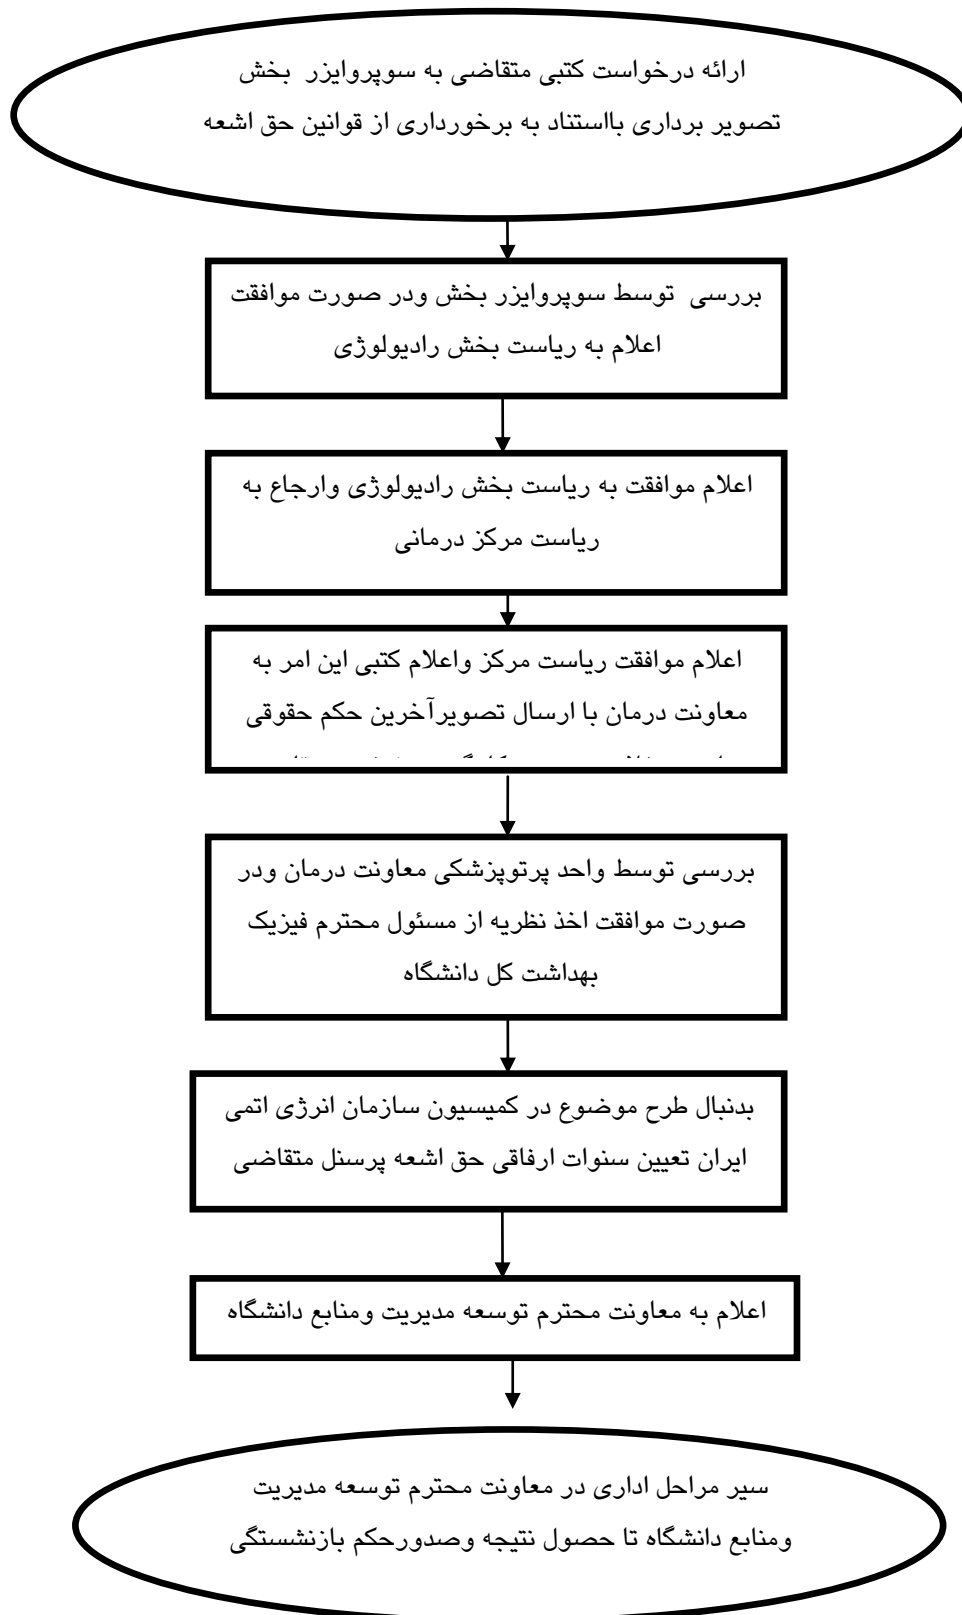 ارائه درخواست کتبی متقاضی به سوپروایزر بخش
تصویر برداری بااستناد به برخورداری از قوانین حق اشعه
بررسی توسط سوپروایزر بخش ودر صورت موافقت
اعلام به ریاست بخش رادیولوژی
اعلام موافقت به ریاست بخش رادیولوژی وارجاع به
ریاست مرکز درمانی
اعلام موافقت ریاست مرکز واعلام کتبی این امر به
معاونت درمان با ارسال تصویرآخرین حکم حقوقی
بررسی توسط واحد پرتوپزشکی معاونت درمان ودر
صورت موافقت اخذ نظریه از مسئول محترم فیزیک
بهداشت کل دانشگاه
بدنبال طرح موضوع در کمیسیون سازمان انرژی اتمی
ایران تعیین سنوات ارفاقی حق اشعه پرسنل متقاضی
اعلام به معاونت محترم توسعه مدیریت ومنابع دانشگاه
سیر مراحل اداری در معاونت محترم توسعه مدیریت
ومنابع دانشگاه تا حصول نتیجه وصدورحکم بازنشستگی